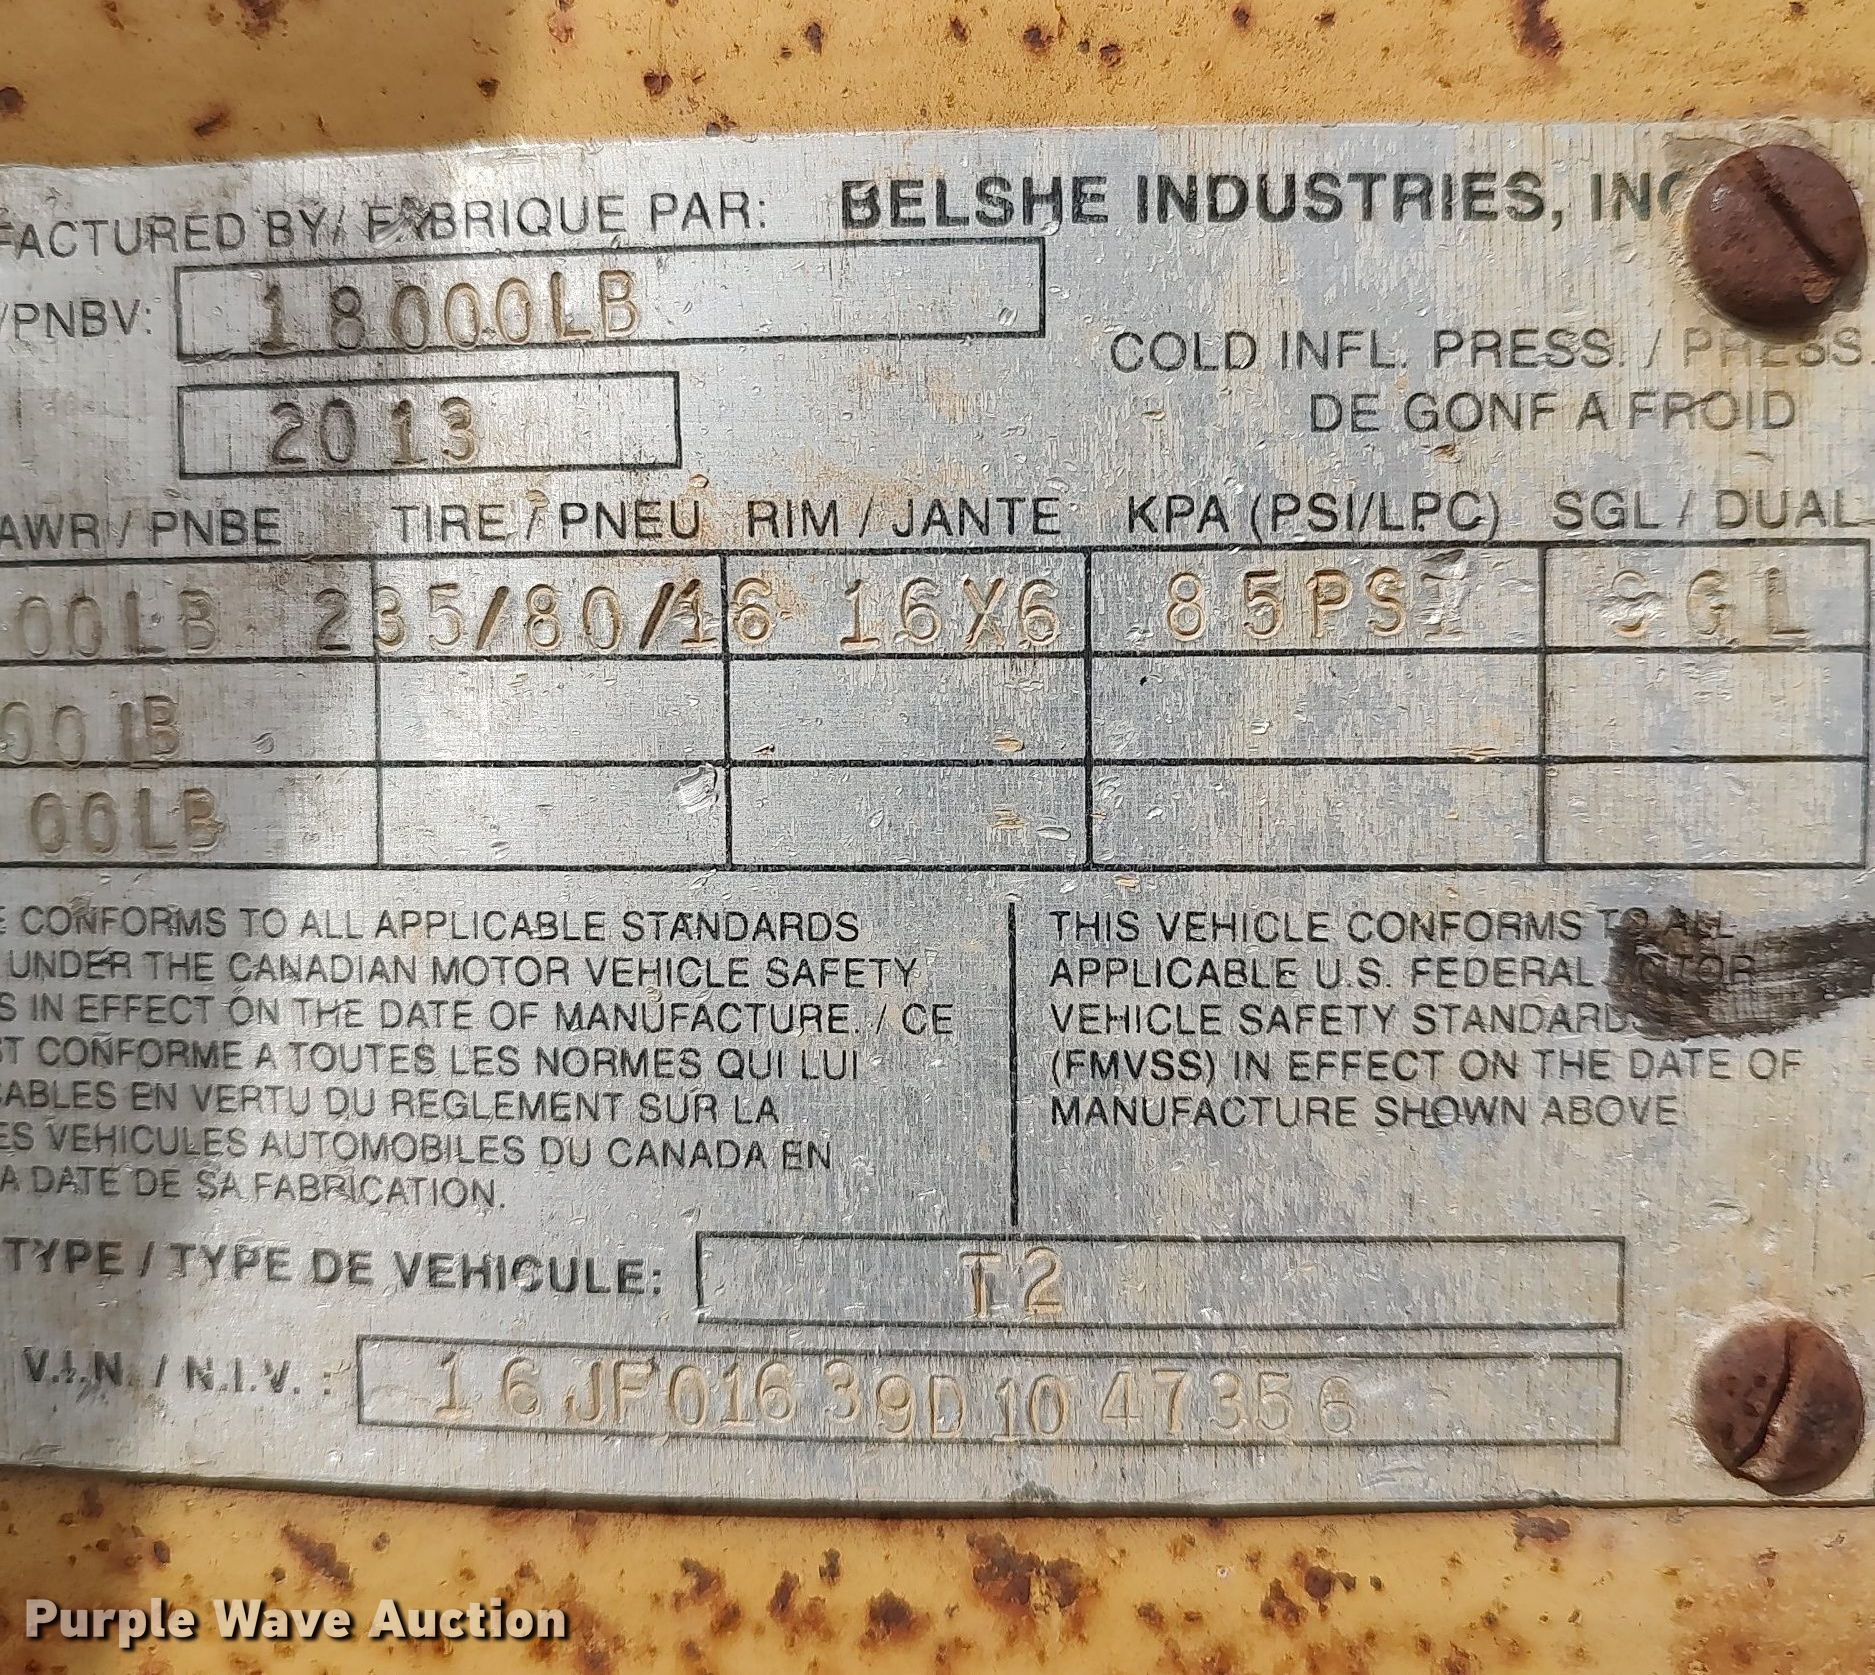 FACTURED BY/ FABRIQUE PAR: BELSHE INDUSTRIES, INC
/PNBV: 18000LB
COLD INFL. PRESS. / PRESS
2013
DE GONF A FROID
AWR / PNBE TIRE / PNEU RIM / JANTE KPA (PSI/LPC) SGL / DUAL
00LB 235/80/16 16X6 85PSI SGL
00LB
00LB
E CONFORMS TO ALL APPLICABLE STANDARDS
UNDER THE CANADIAN MOTOR VEHICLE SAFETY
S IN EFFECT ON THE DATE OF MANUFACTURE. / CE
ST CONFORME A TOUTES LES NORMES QUI LUI
CABLES EN VERTU DU REGLEMENT SUR LA
ES VEHICULES AUTOMOBILES DU CANADA EN
A DATE DE SA FABRICATION.
THIS VEHICLE CONFORMS TO ALL
APPLICABLE U.S. FEDERAL MOTOR
VEHICLE SAFETY STANDARDS
(FMVSS) IN EFFECT ON THE DATE OF
MANUFACTURE SHOWN ABOVE
TYPE / TYPE DE VEHICULE: T2
V.I.N. / N.I.V. : 16JF01639D1047356
Purple Wave Auction